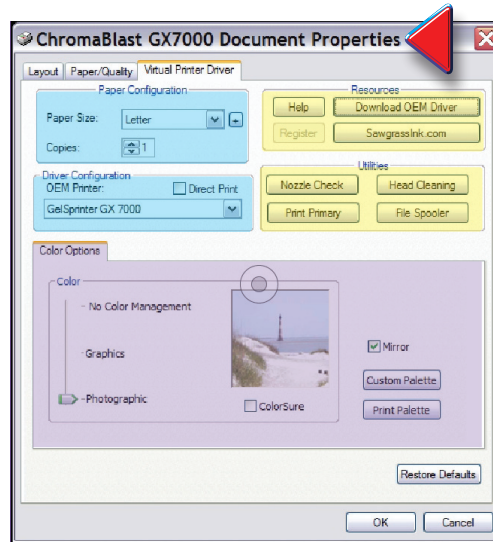 ChromaBlast GX7000 Document Properties
Layout Paper/Quality Virtual Printer Driver
Paper Configuration
Paper Size: Letter
Copies: 1
Resources
Help Download OEM Driver
Register SawgrassInk.com
Driver Configuration
OEM Printer: Direct Print
GelSprinter GX 7000
Utilities
Nozzle Check Head Cleaning
Print Primary File Spooler
Color Options
Color
- No Color Management
-Graphics
-Photographic
ColorSure
Mirror
Custom Palette
Print Palette
Restore Defaults
OK Cancel